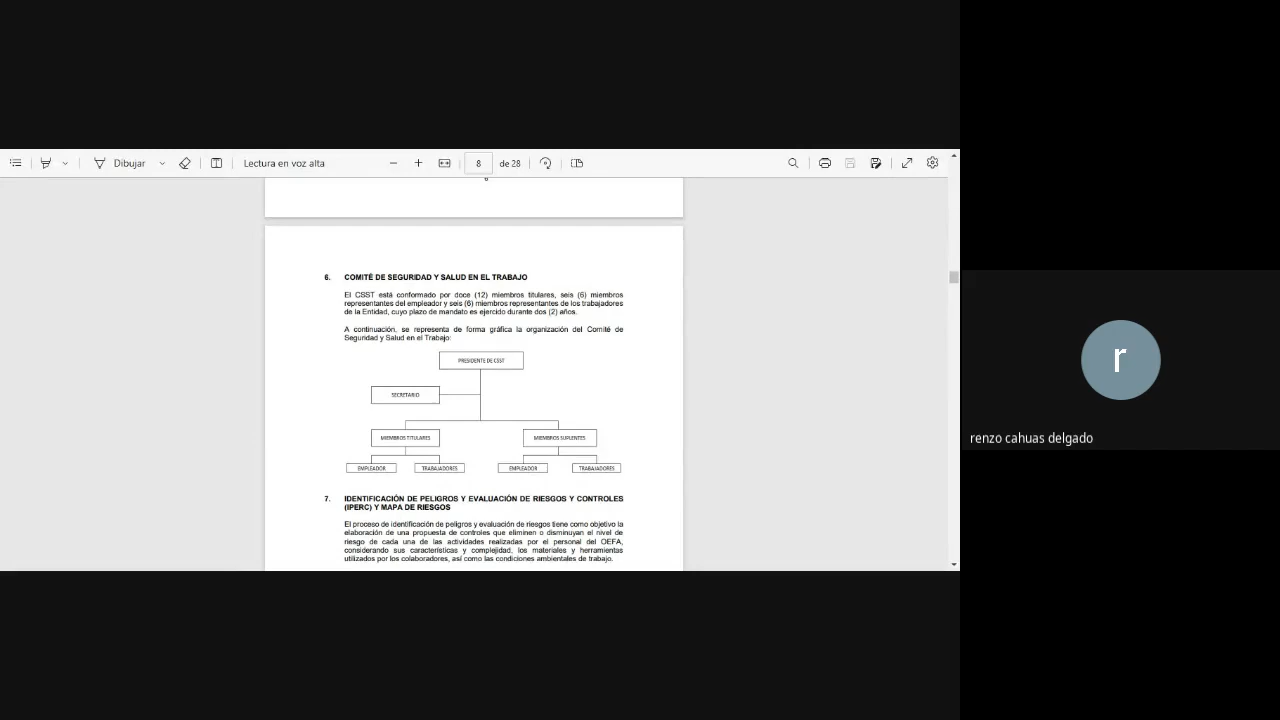 Dibujar
Lectura en voz alta
8
de 28
6. COMITÉ DE SEGURIDAD Y SALUD EN EL TRABAJO
El CSST está conformado por doce (12) miembros titulares, seis (6) miembros
representantes del empleador y seis (6) miembros representantes de los trabajadores
de la Entidad, cuyo plazo de mandato es ejercido durante dos (2) años.
A continuación, se representa de forma gráfica la organización del Comité de
Seguridad y Salud en el Trabajo:
PRESIDENTE DE CSST
SECRETARIO
MIEMBROS TITULARES
MIEMBROS SUPLENTES
EMPLEADOR
TRABAJADORES
EMPLEADOR
TRABAJADORES
7. IDENTIFICACIÓN DE PELIGROS Y EVALUACIÓN DE RIESGOS Y CONTROLES
(IPERC) Y MAPA DE RIESGOS
El proceso de identificación de peligros y evaluación de riesgos tiene como objetivo la
elaboración de una propuesta de controles que eliminen o disminuyan el nivel de
riesgo de cada una de las actividades realizadas por el personal del OEFA,
considerando sus características y complejidad, los materiales y herramientas
utilizados por los colaboradores, así como las condiciones ambientales de trabajo.
r
renzo cahuas delgado